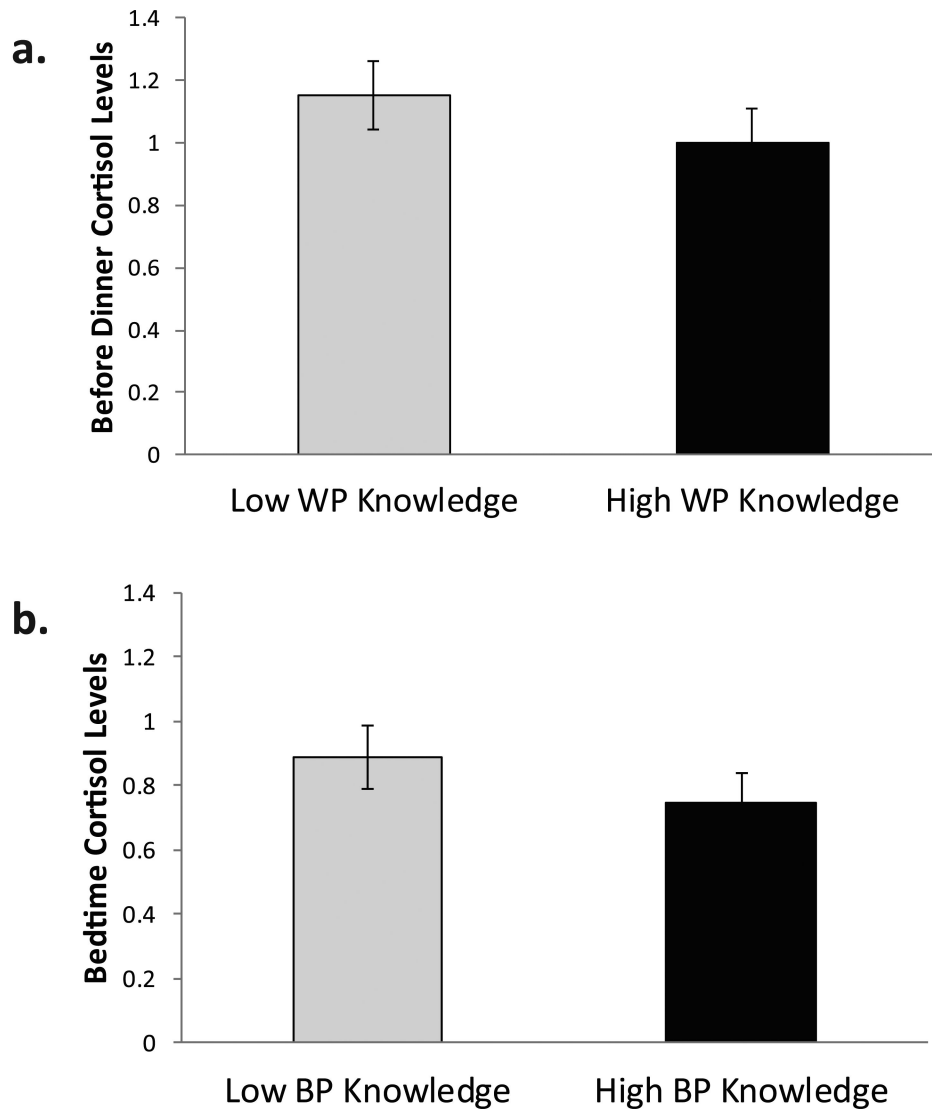 a.
Before Dinner Cortisol Levels
1.4
1.2
1
0.8
0.6
0.4
0.2
0
Low WP Knowledge
High WP Knowledge
b.
Bedtime Cortisol Levels
1.4
1.2
1
0.8
0.6
0.4
0.2
0
Low BP Knowledge
High BP Knowledge